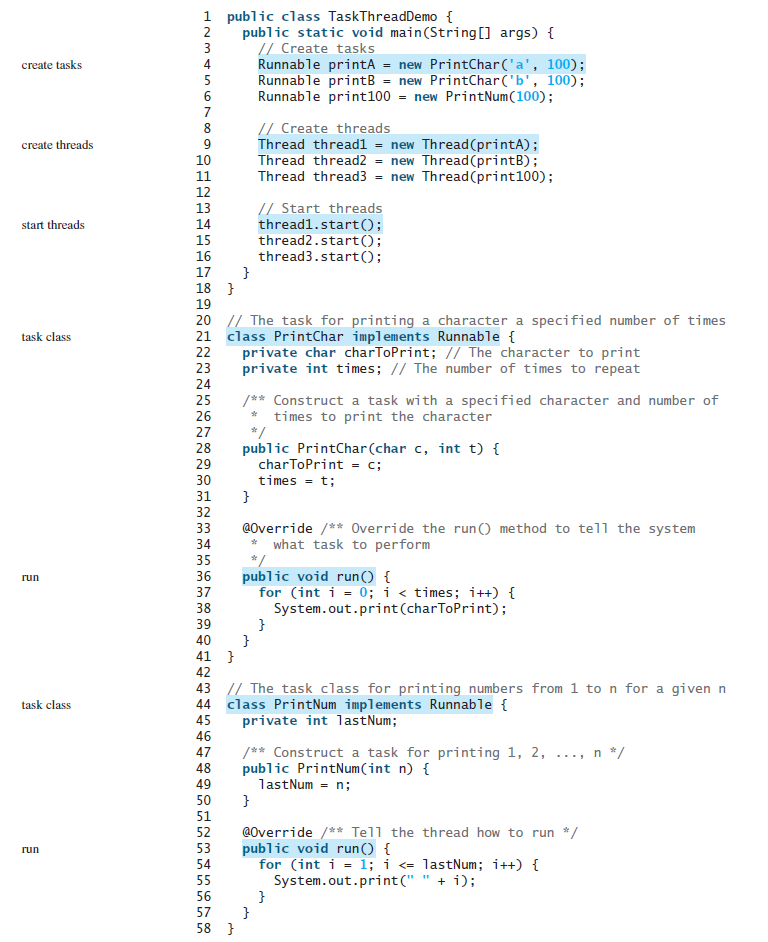 1 public class TaskThreadDemo {
2 public static void main(String[] args) {
3 // Create tasks
create tasks 4 Runnable printA = new PrintChar('a', 100);
5 Runnable printB = new PrintChar('b', 100);
6 Runnable print100 = new PrintNum(100);
7
8 // Create threads
create threads 9 Thread thread1 = new Thread(printA);
10 Thread thread2 = new Thread(printB);
11 Thread thread3 = new Thread(print100);
12
13 // Start threads
start threads 14 thread1.start();
15 thread2.start();
16 thread3.start();
17 }
18 }
19
20 // The task for printing a character a specified number of times
task class 21 class PrintChar implements Runnable {
22 private char charToPrint; // The character to print
23 private int times; // The number of times to repeat
24
25 /** Construct a task with a specified character and number of
26 * times to print the character
27 */
28 public PrintChar(char c, int t) {
29 charToPrint = c;
30 times = t;
31 }
32
33 @Override /** Override the run() method to tell the system
34 * what task to perform
35 */
run 36 public void run() {
37 for (int i = 0; i < times; i++) {
38 System.out.print(charToPrint);
39 }
40 }
41 }
42
43 // The task class for printing numbers from 1 to n for a given n
task class 44 class PrintNum implements Runnable {
45 private int lastNum;
46
47 /** Construct a task for printing 1, 2, ..., n */
48 public PrintNum(int n) {
49 lastNum = n;
50 }
51
52 @Override /** Tell the thread how to run */
run 53 public void run() {
54 for (int i = 1; i <= lastNum; i++) {
55 System.out.print(" " + i);
56 }
57 }
58 }